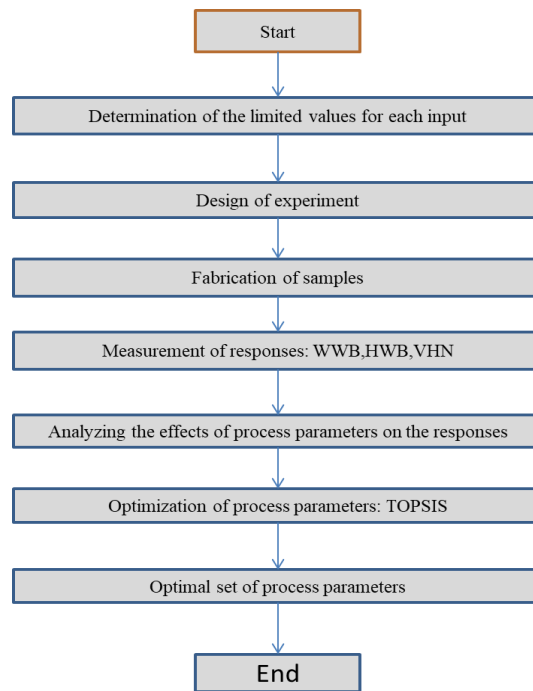 Start
Determination of the limited values for each input
Design of experiment
Fabrication of samples
Measurement of responses: WWB,HWB,VHN
Analyzing the effects of process parameters on the responses
Optimization of process parameters: TOPSIS
Optimal set of process parameters
End